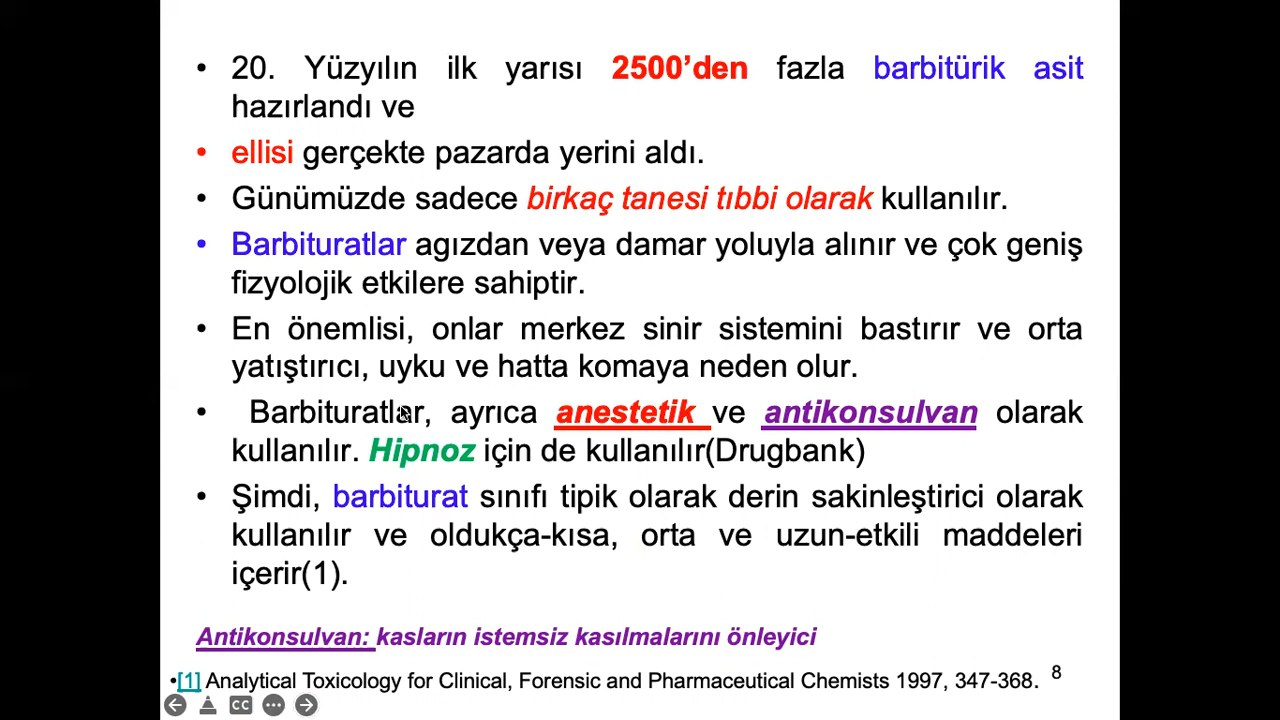 • 20. Yüzyılın ilk yarısı 2500’den fazla barbitürik asit
hazırlandı ve
• ellisi gerçekte pazarda yerini aldı.
• Günümüzde sadece birkaç tanesi tıbbi olarak kullanılır.
• Barbituratlar agızdan veya damar yoluyla alınır ve çok geniş
fizyolojik etkilere sahiptir.
• En önemlisi, onlar merkez sinir sistemini bastırır ve orta
yatıştırıcı, uyku ve hatta komaya neden olur.
• Barbituratlar, ayrıca anestetik ve antikonsulvan olarak
kullanılır. Hipnoz için de kullanılır(Drugbank)
• Şimdi, barbiturat sınıfı tipik olarak derin sakinleştirici olarak
kullanılır ve oldukça-kısa, orta ve uzun-etkili maddeleri
içerir(1).
Antikonsulvan: kasların istemsiz kasılmalarını önleyici
•[1] Analytical Toxicology for Clinical, Forensic and Pharmaceutical Chemists 1997, 347-368. 8
CC